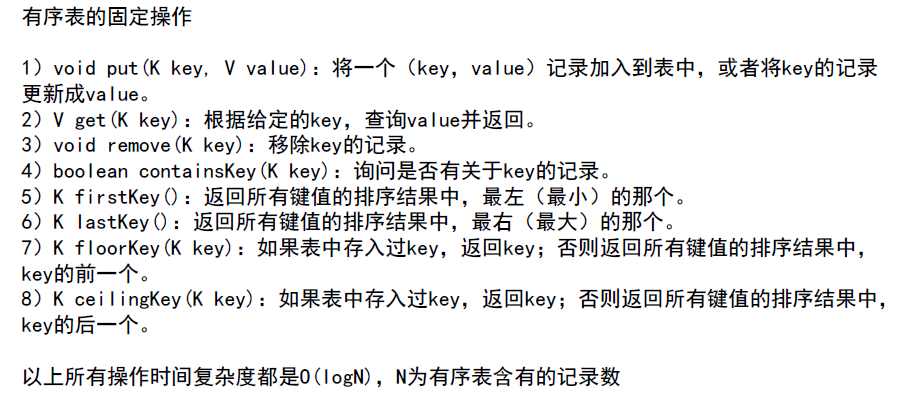 有序表的固定操作
1）void put(K key, V value)：将一个（key，value）记录加入到表中，或者将key的记录
更新成value。
2）V get(K key)：根据给定的key，查询value并返回。
3）void remove(K key)：移除key的记录。
4）boolean containsKey(K key)：询问是否有关于key的记录。
5）K firstKey()：返回所有键值的排序结果中，最左（最小）的那个。
6）K lastKey()：返回所有键值的排序结果中，最右（最大）的那个。
7）K floorKey(K key)：如果表中存入过key，返回key；否则返回所有键值的排序结果中，
key的前一个。
8）K ceilingKey(K key)：如果表中存入过key，返回key；否则返回所有键值的排序结果中，
key的后一个。
以上所有操作时间复杂度都是O(logN)，N为有序表含有的记录数